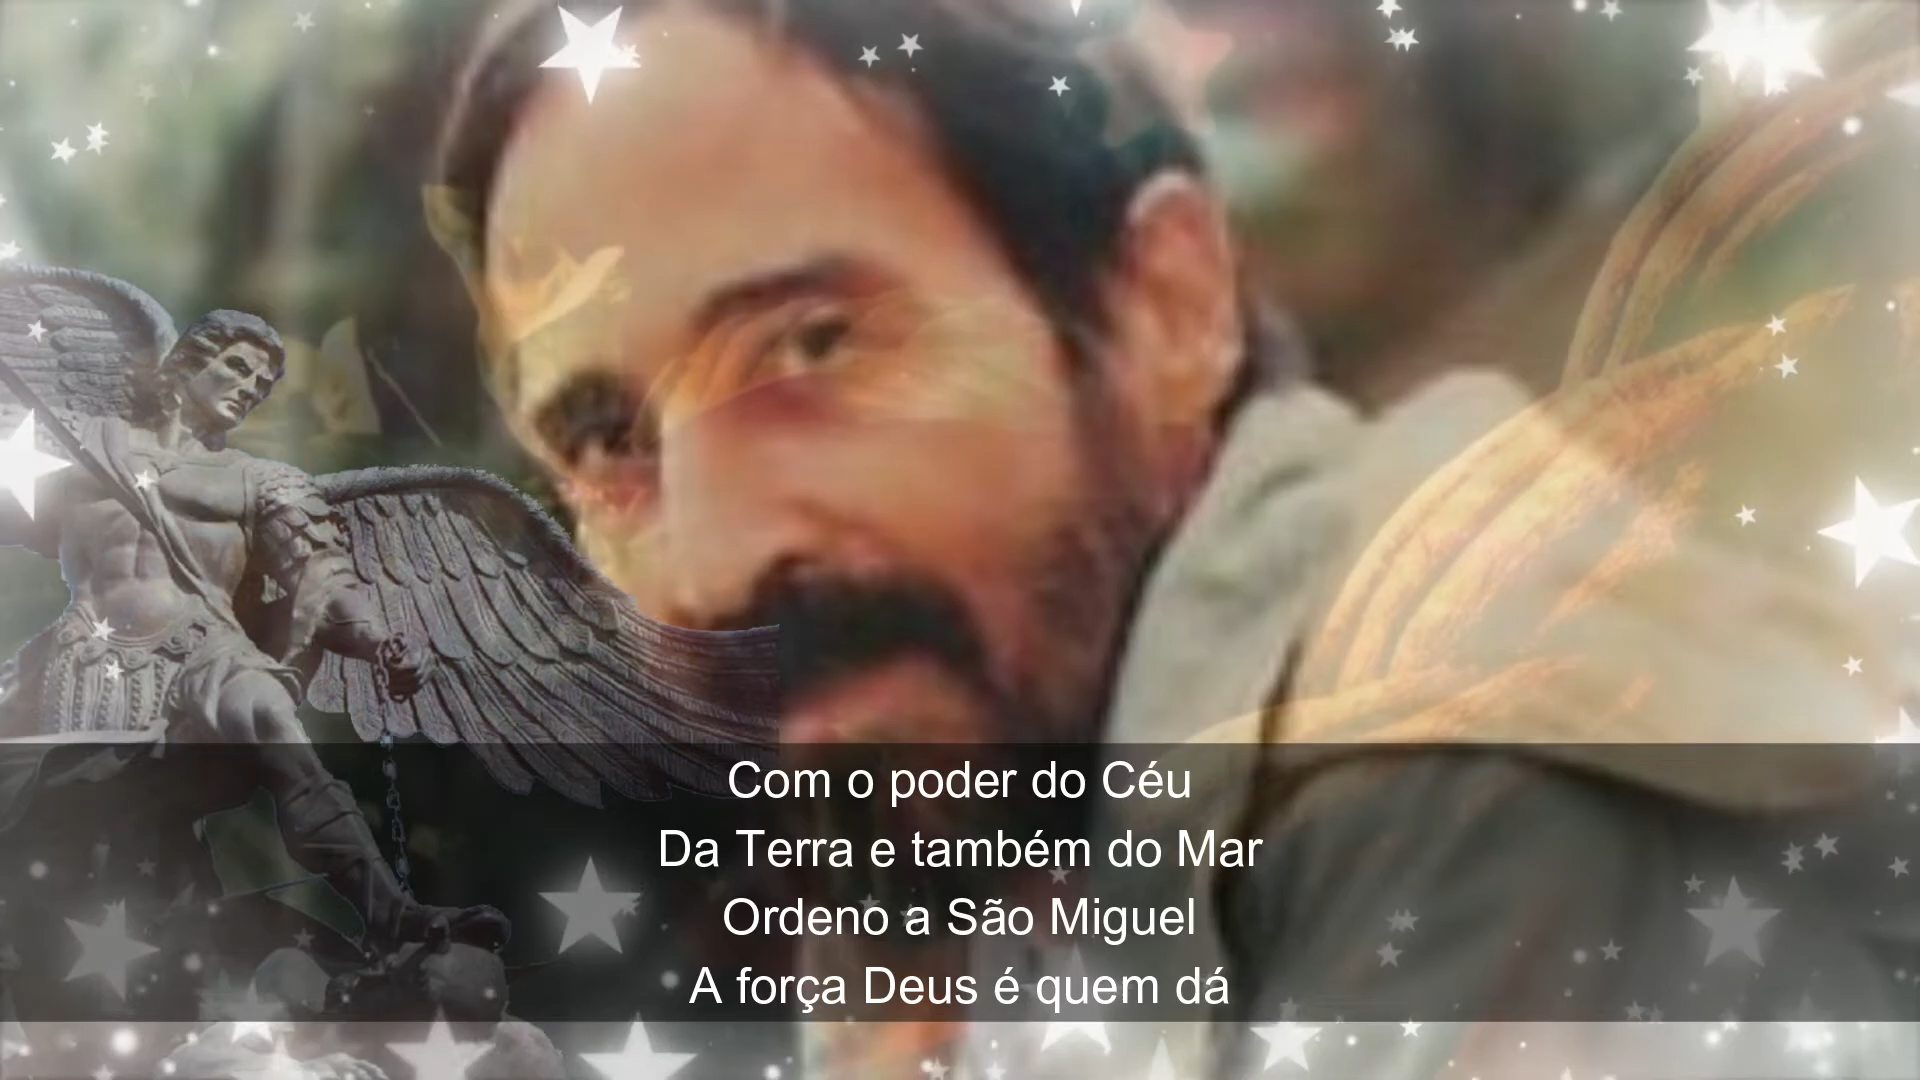 Com o poder do Céu
Da Terra e também do Mar
Ordeno a São Miguel
A força Deus é quem dá